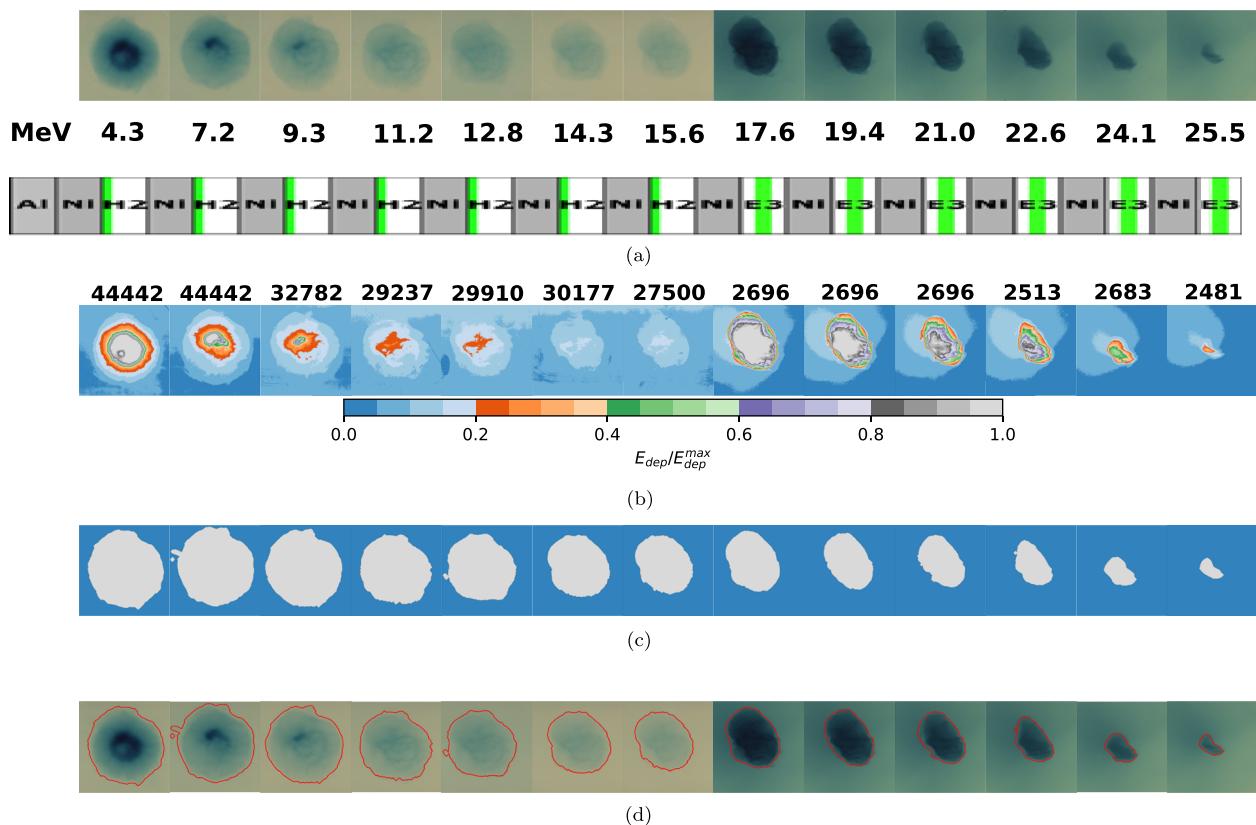 MeV 4.3 7.2 9.3 11.2 12.8 14.3 15.6 17.6 19.4 21.0 22.6 24.1 25.5
Al Ni H2 Ni H2 Ni H2 Ni H2 Ni H2 Ni H2 Ni H2 Ni E3 Ni E3 Ni E3 Ni E3 Ni E3 Ni E3
(a)
44442 44442 32782 29237 29910 30177 27500 2696 2696 2696 2513 2683 2481
0.0 0.2 0.4 0.6 0.8 1.0
E_dep/E_dep^max
(b)
(c)
(d)